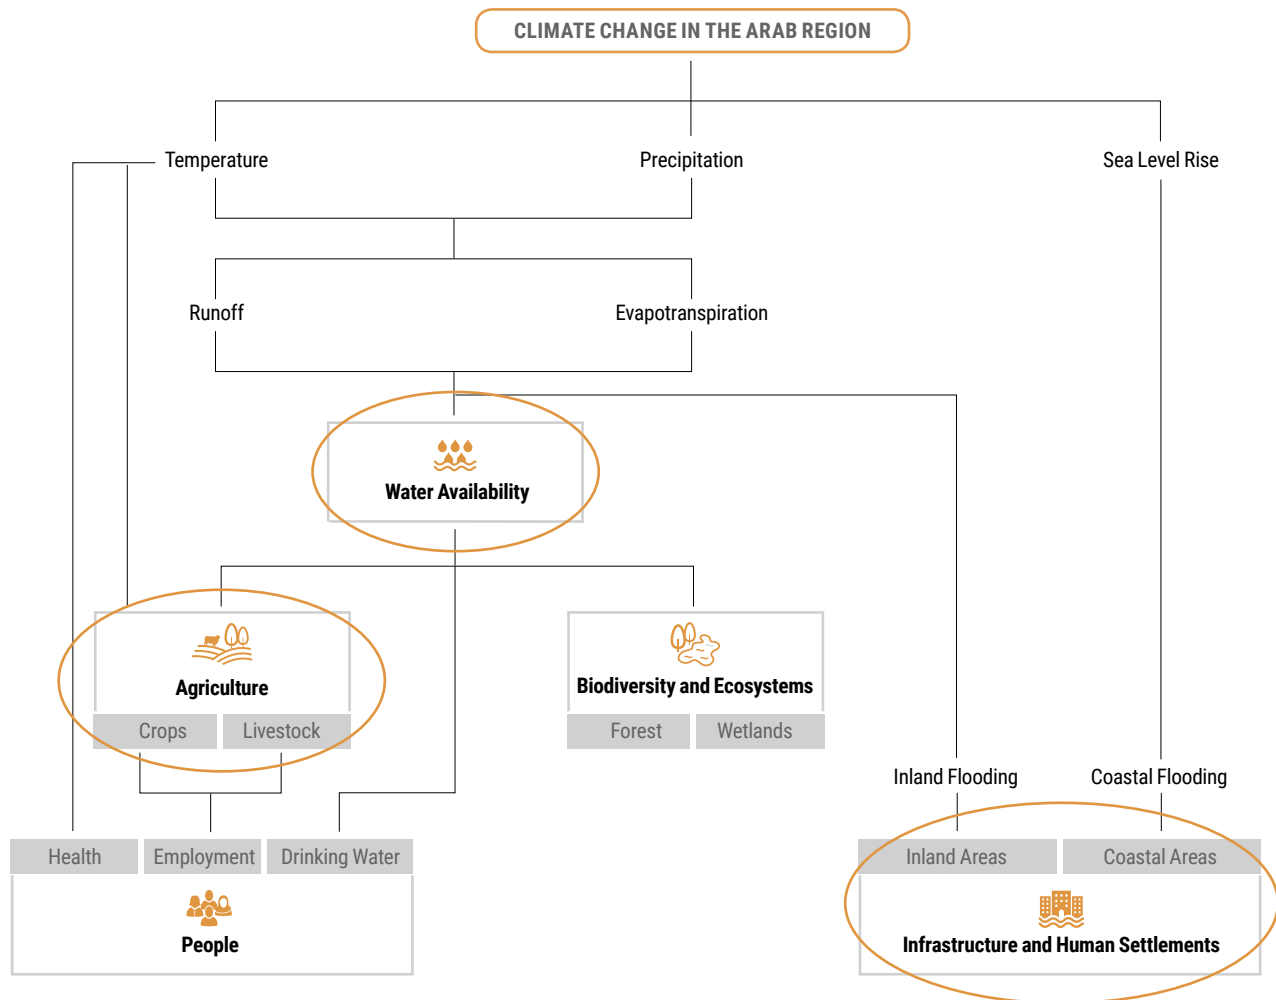 CLIMATE CHANGE IN THE ARAB REGION
Temperature
Precipitation
Sea Level Rise
Runoff
Evapotranspiration
Water Availability
Agriculture
Biodiversity and Ecosystems
Crops
Livestock
Forest
Wetlands
Inland Flooding
Coastal Flooding
Health
Employment
Drinking Water
Inland Areas
Coastal Areas
People
Infrastructure and Human Settlements